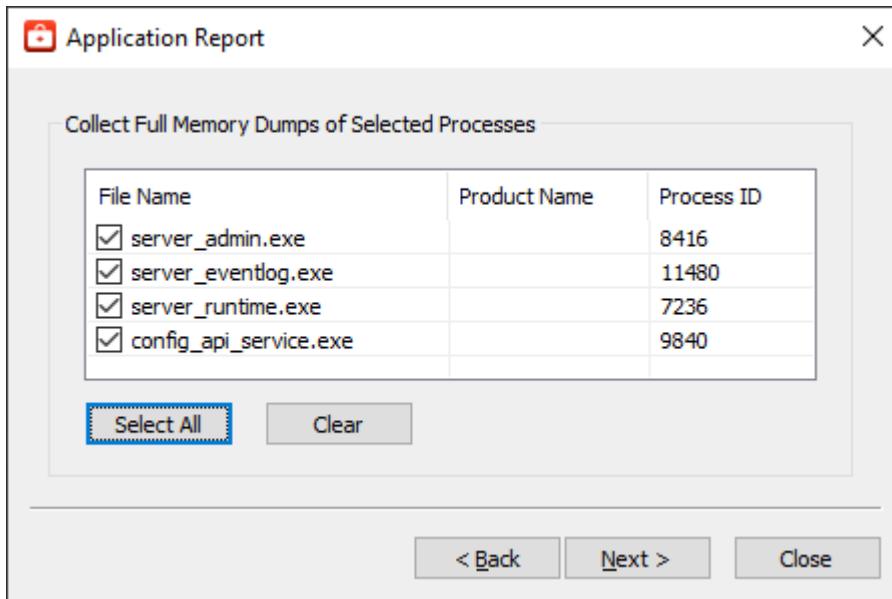 Application Report
Collect Full Memory Dumps of Selected Processes
File Name Product Name Process ID
server_admin.exe 8416
server_eventlog.exe 11480
server_runtime.exe 7236
config_api_service.exe 9840
Select All Clear
< Back Next > Close